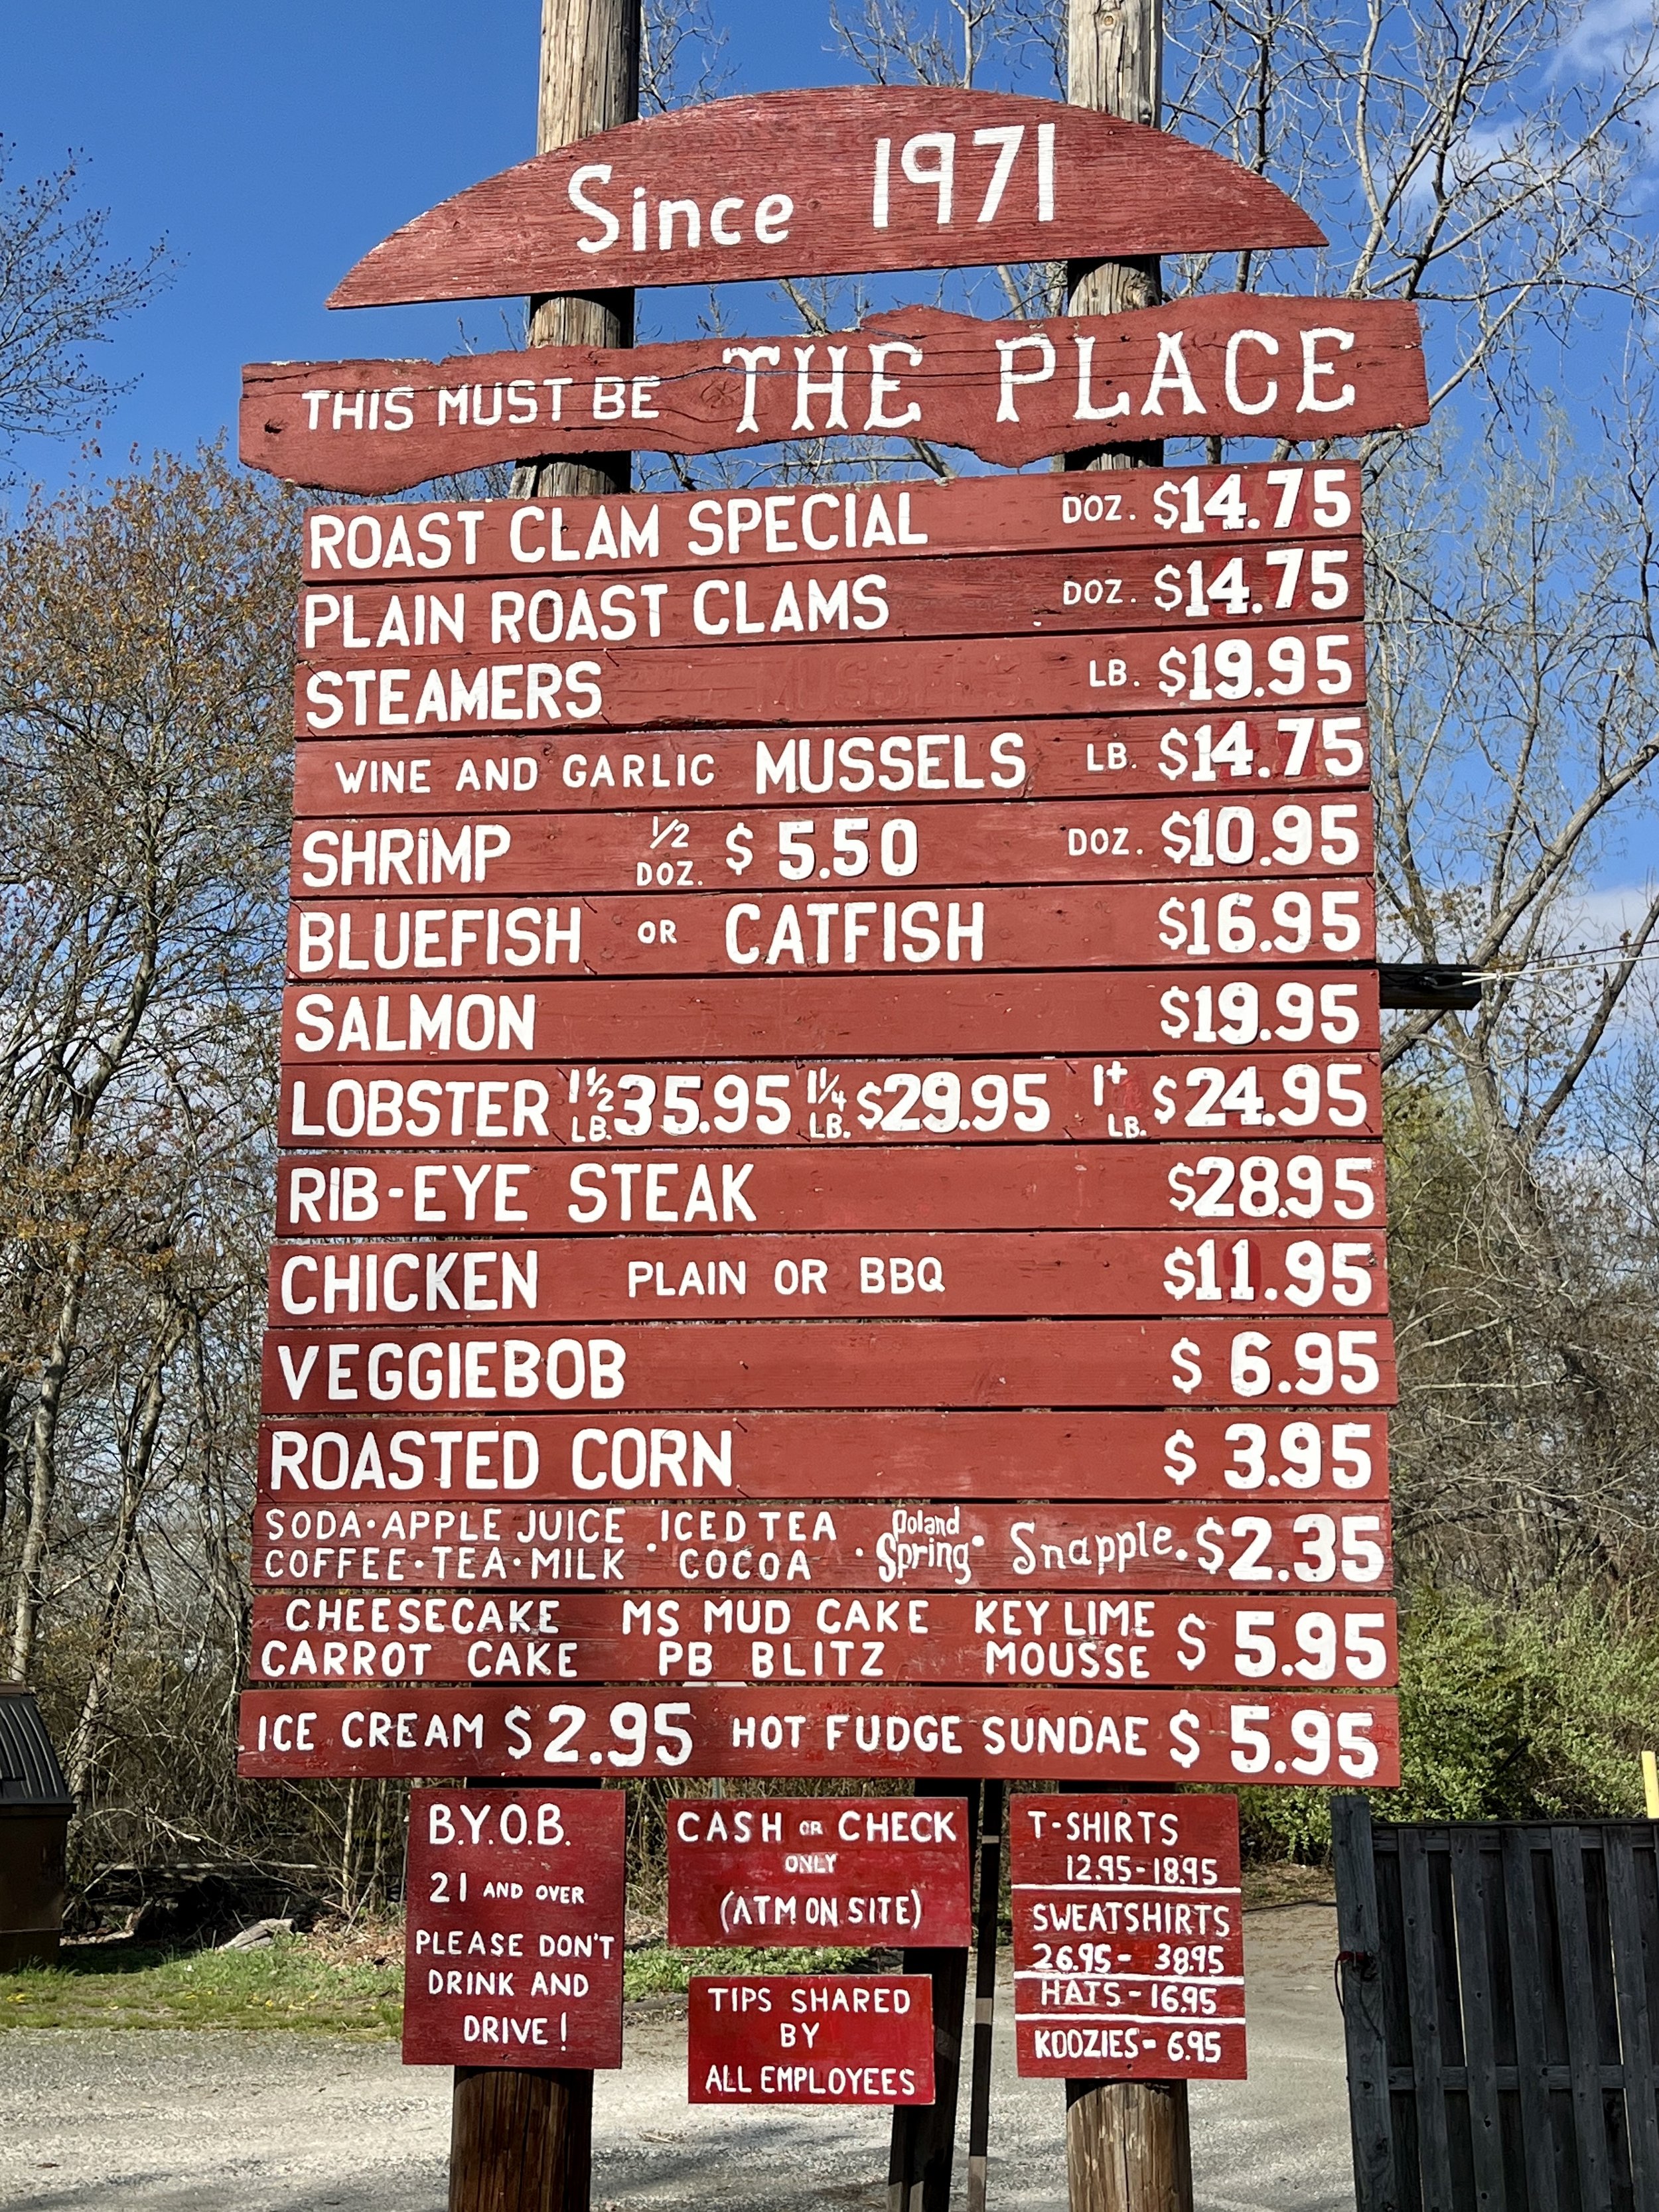 Since 1971
THIS MUST BE THE PLACE
ROAST CLAM SPECIAL DOZ. $14.75
PLAIN ROAST CLAMS DOZ. $14.75
STEAMERS LB. $19.95
WINE AND GARLIC MUSSELS LB. $14.75
SHRIMP 1/2 DOZ. $ 5.50 DOZ. $10.95
BLUEFISH OR CATFISH $16.95
SALMON $19.95
LOBSTER 1 1/2 LB. 35.95 1 1/4 LB. $29.95 1+ LB. $24.95
RIB-EYE STEAK $28.95
CHICKEN PLAIN OR BBQ $11.95
VEGGIEBOB $ 6.95
ROASTED CORN $ 3.95
SODA · APPLE JUICE · ICED TEA · Poland Spring · Snapple · $2.35
COFFEE · TEA · MILK COCOA
CHEESECAKE MS MUD CAKE KEY LIME $ 5.95
CARROT CAKE PB BLITZ MOUSSE
ICE CREAM $2.95 HOT FUDGE SUNDAE $ 5.95
B.Y.O.B.
21 AND OVER
PLEASE DON'T
DRINK AND
DRIVE!
CASH OR CHECK
ONLY
(ATM ON SITE)
TIPS SHARED
BY
ALL EMPLOYEES
T-SHIRTS
12.95-18.95
SWEATSHIRTS
26.95- 38.95
HATS-16.95
KOOZIES- 6.95